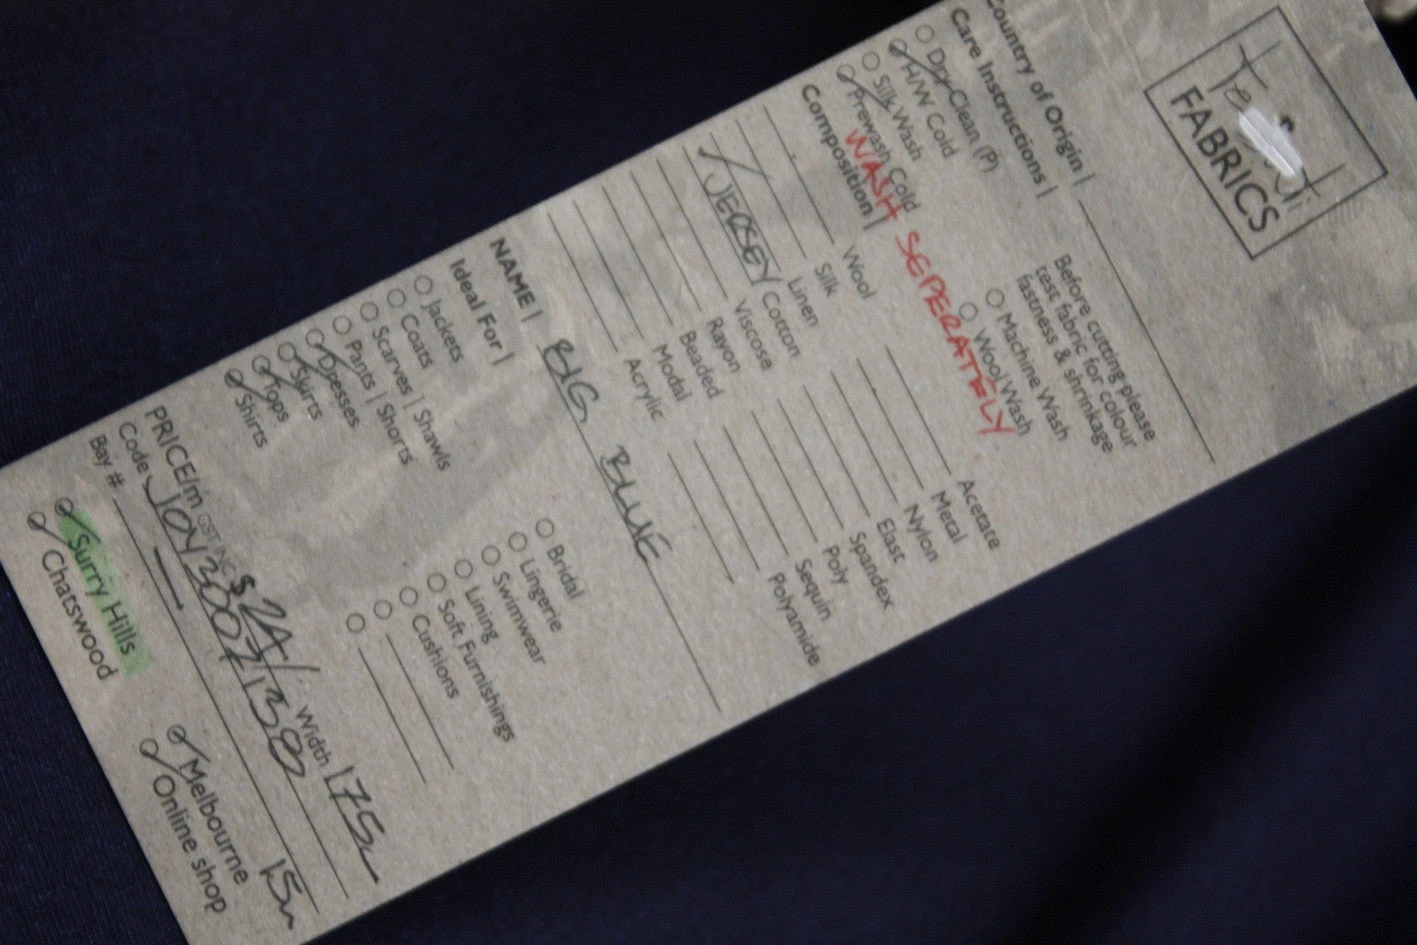 FABRICS
Country of Origin |
Care Instructions |
Before cutting please
test fabric for colour
fastness & shrinkage
Dry-Clean (P)
H/W Cold
Silk Wash
Prewash Cold
Machine Wash
Wool Wash
WASH SEPERATELY
Composition |
Wool
Silk
Linen
JERSEY Cotton
Viscose
Rayon
Beaded
Modal
Acrylic
Acetate
Metal
Nylon
Elast
Spandex
Poly
Sequin
Polyamide
NAME | BIG BLUE
Ideal For |
Jackets
Coats
Scarves | Shawls
Pants | Shorts
Dresses
Skirts
Tops
Shirts
Bridal
Lingerie
Swimwear
Lining
Soft Furnishings
Cushions
PRICE/m GST INC Width
Code
Bay #
Surry Hills
Chatswood
Melbourne
Online shop